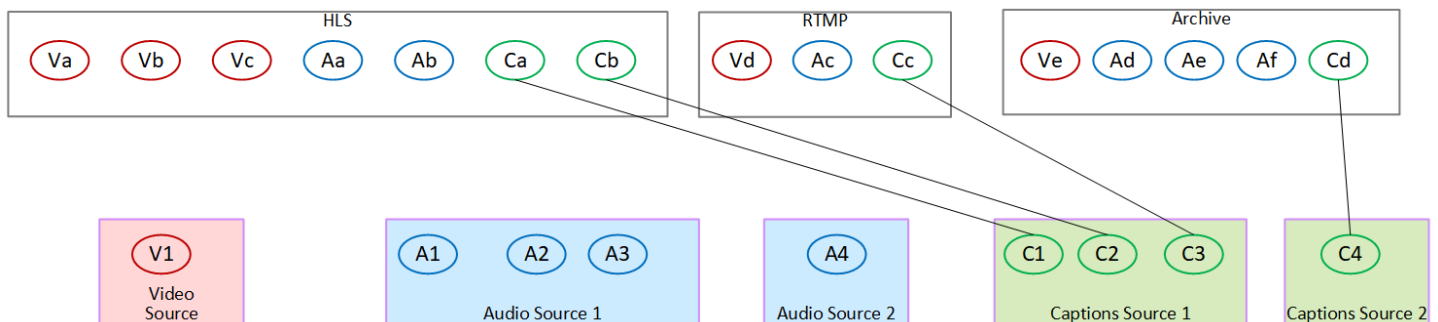 HLS
RTMP
Archive
Va Vb Vc Aa Ab Ca Cb Vd Ac Cc Ve Ad Ae Af Cd
V1 A1 A2 A3 A4 C1 C2 C3 C4
Video
Source
Audio Source 1
Audio Source 2
Captions Source 1
Captions Source 2